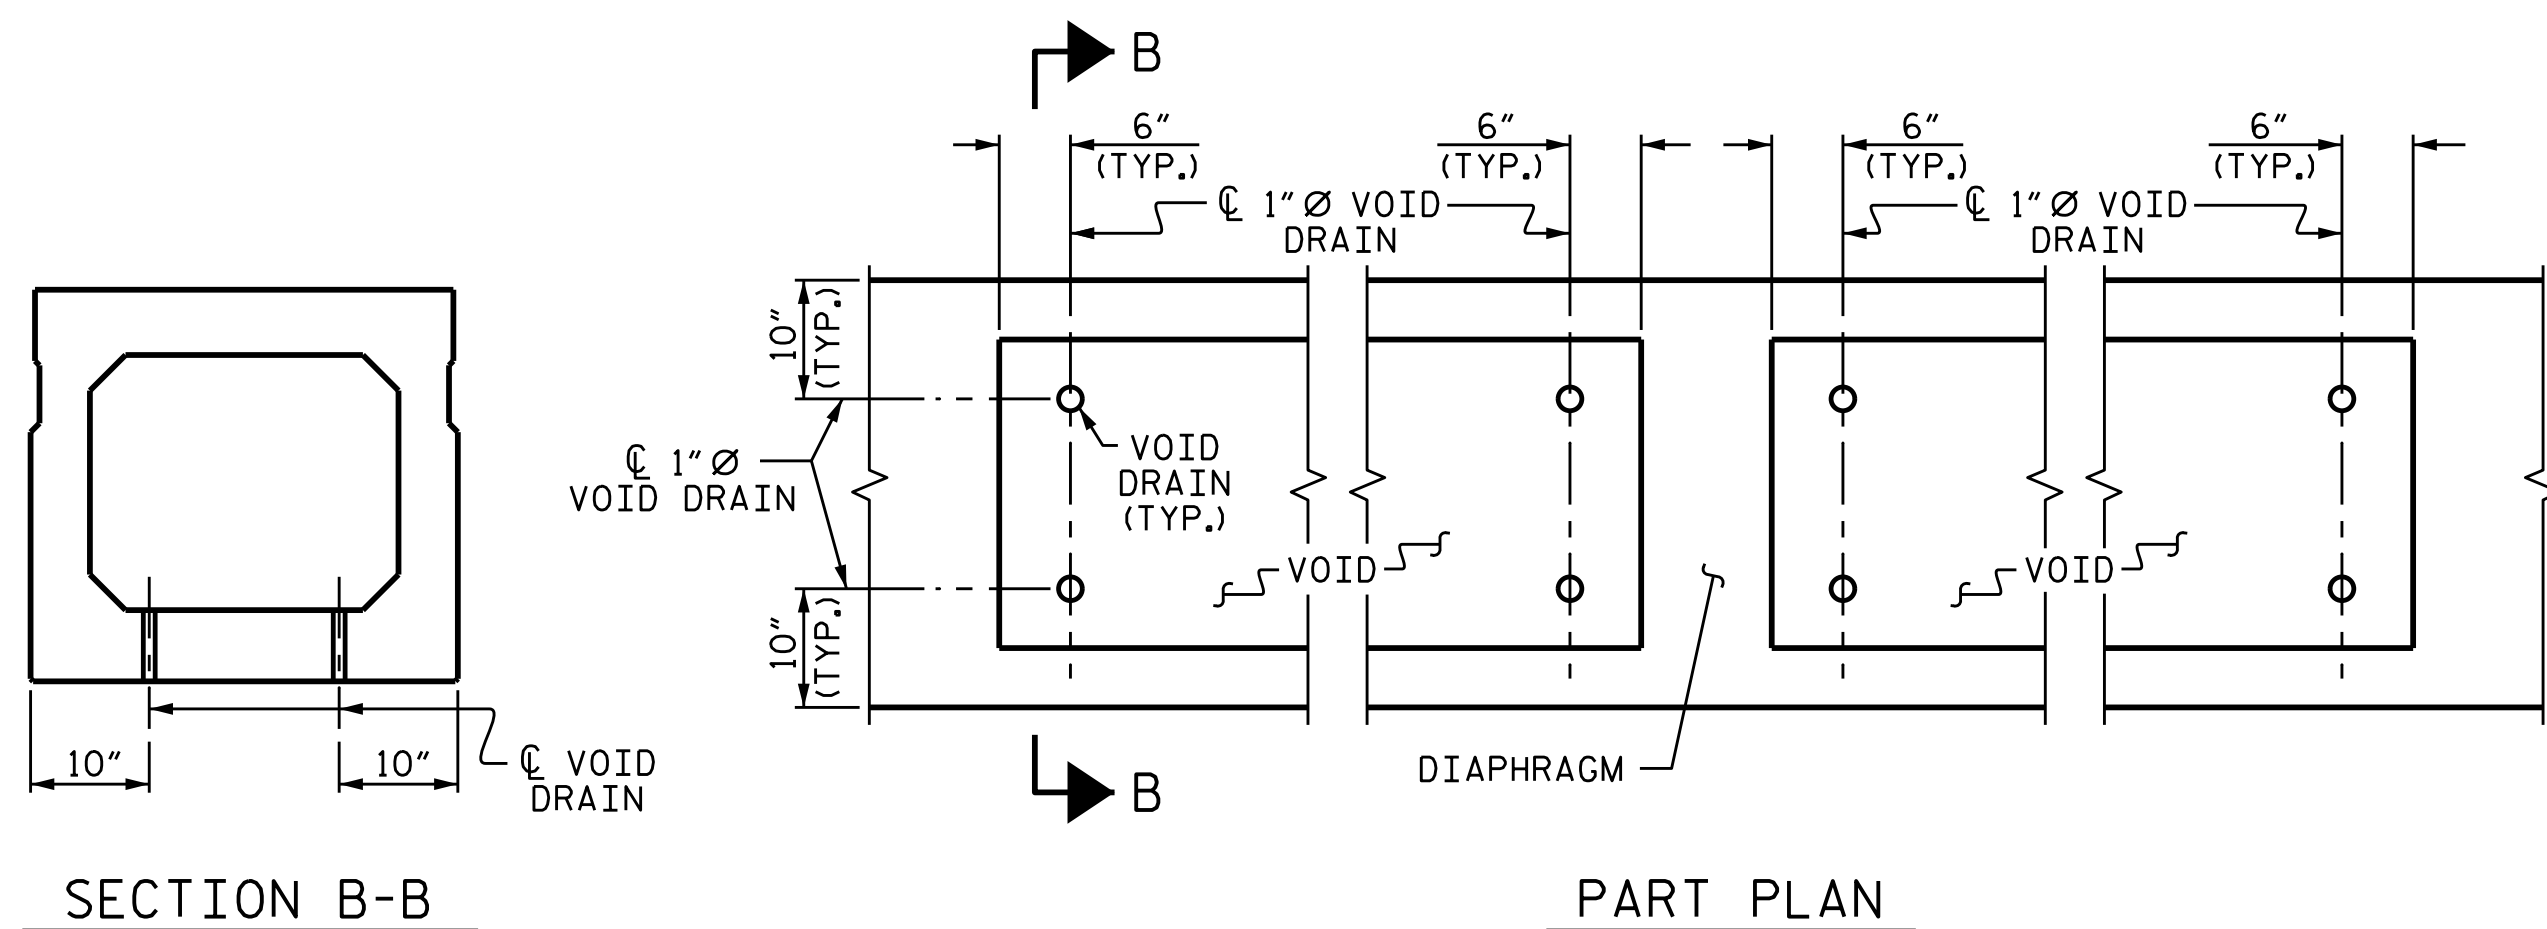 B
6" 6" 6" 6"
(TYP.) (TYP.) (TYP.) (TYP.)
℄ 1"Ø VOID
DRAIN
℄ 1"Ø VOID
DRAIN
10"
(TYP.)
℄ 1"Ø
VOID DRAIN
VOID
DRAIN
(TYP.)
VOID
VOID
10"
(TYP.)
10" 10"
℄ VOID
DRAIN
DIAPHRAGM
B
SECTION B-B
PART PLAN